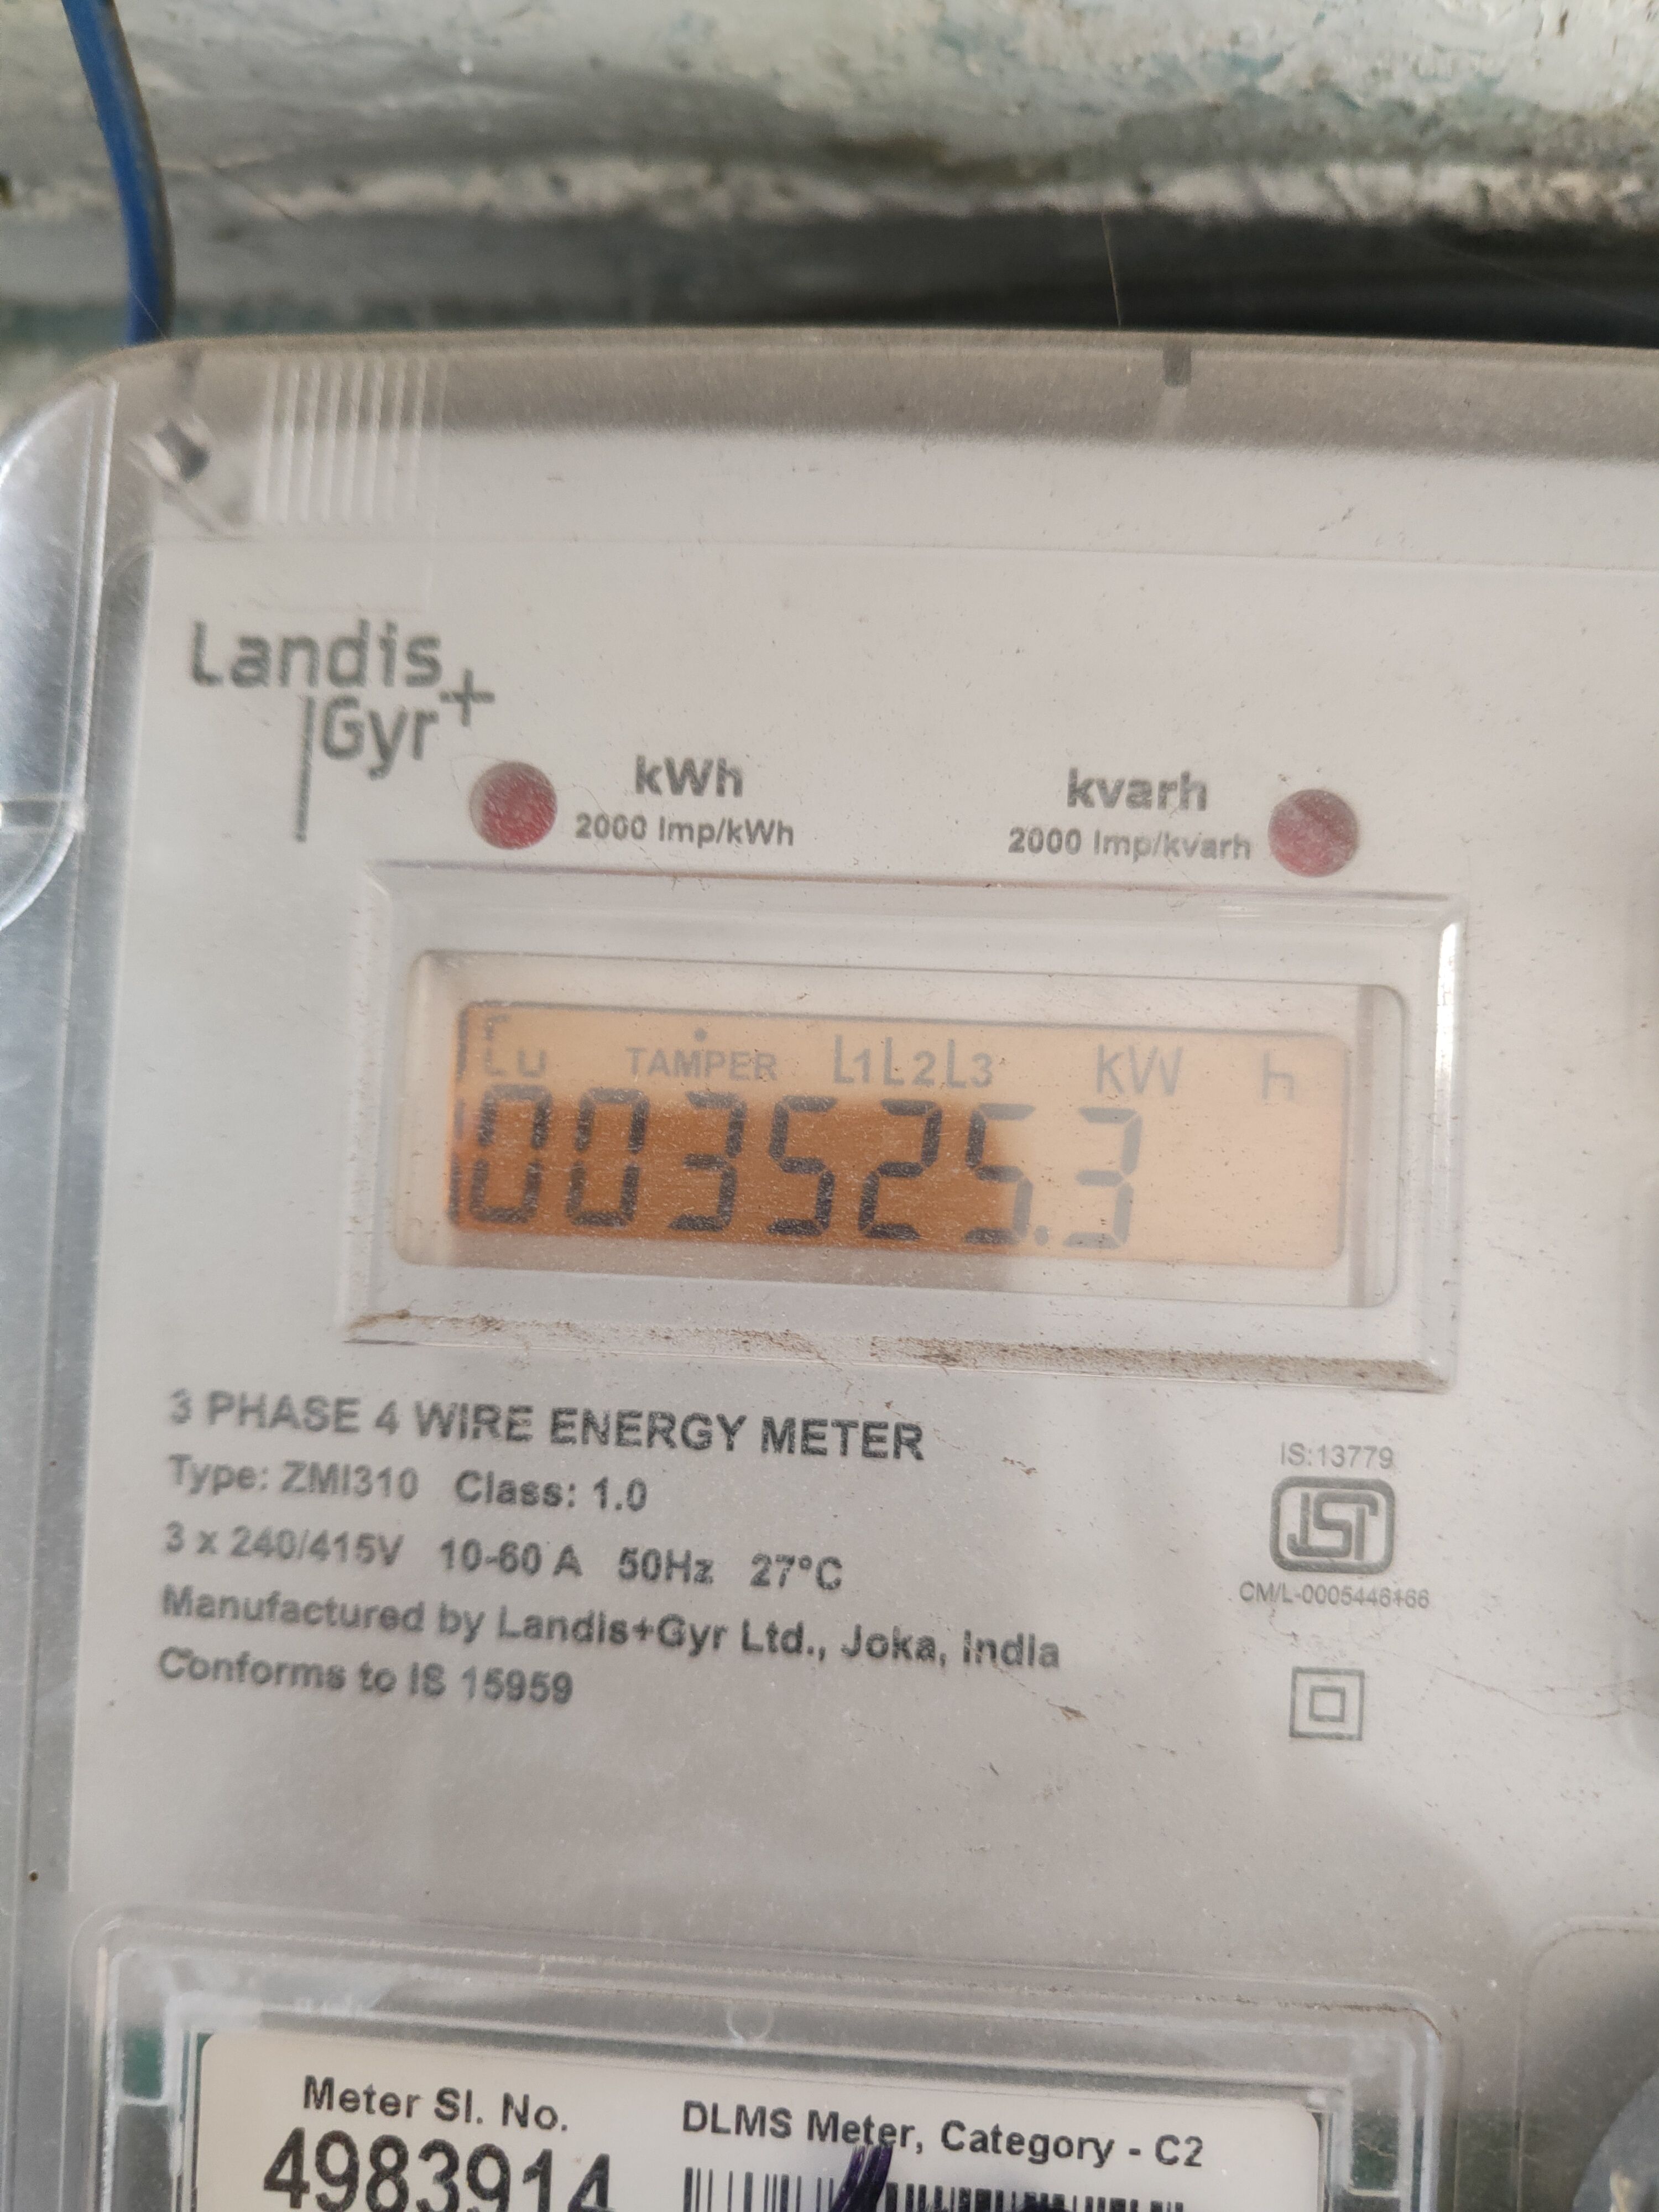 Landis
Gyr+
kWh
2000 Imp/kWh
kvarh
2000 Imp/kvarh
Cu TAMPER L1L2L3 KW h
003525.3
3 PHASE 4 WIRE ENERGY METER
Type: ZMI310 Class: 1.0
3 x 240/415V 10-60 A 50Hz 27°C
Manufactured by Landis+Gyr Ltd., Joka, India
Conforms to IS 15959
IS:13779
ISI
CM/L-0005446166
Meter Sl. No.
4983914
DLMS Meter, Category - C2